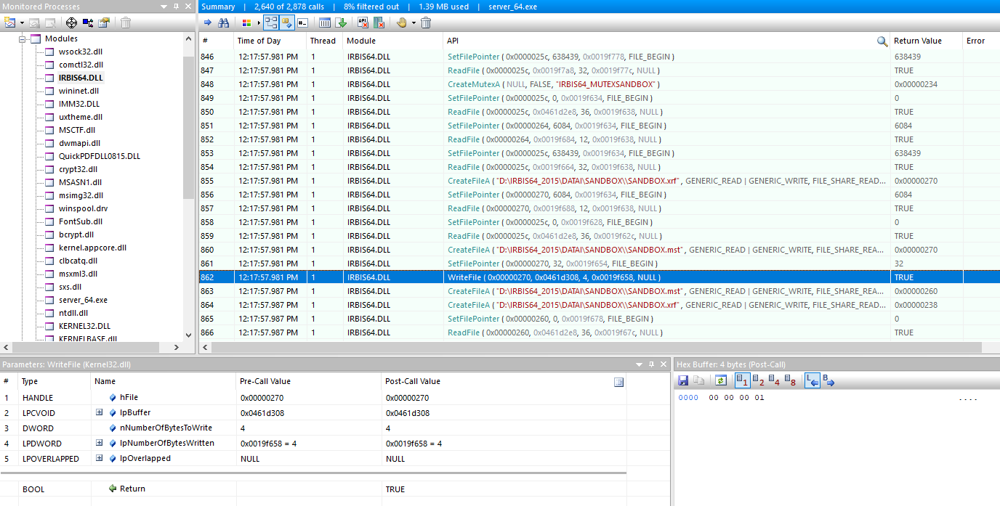 Monitored Processes
Summary | 2,640 of 2,878 calls | 8% filtered out | 1.39 MB used | server_64.exe
Modules
wsock32.dll
comctl32.dll
IRBIS64.DLL
wininet.dll
IMM32.DLL
uxtheme.dll
MSCTF.dll
dwmapi.dll
QuickPDFDLL0815.DLL
crypt32.dll
MSASN1.dll
msimg32.dll
winspool.drv
FontSub.dll
bcrypt.dll
kernel.appcore.dll
clbcatq.dll
msxml3.dll
sxs.dll
server_64.exe
ntdll.dll
KERNEL32.DLL
KERNELBASE.dll
# Time of Day Thread Module API Return Value Error
846 12:17:57.981 PM 1 IRBIS64.DLL SetFilePointer ( 0x0000025c, 638439, 0x0019f778, FILE_BEGIN ) 638439
847 12:17:57.981 PM 1 IRBIS64.DLL ReadFile ( 0x0000025c, 0x0019f7a8, 32, 0x0019f77c, NULL ) TRUE
848 12:17:57.981 PM 1 IRBIS64.DLL CreateMutexA ( NULL, FALSE, "IRBIS64_MUTEXSANDBOX" ) 0x00000234
849 12:17:57.981 PM 1 IRBIS64.DLL SetFilePointer ( 0x0000025c, 0, 0x0019f634, FILE_BEGIN ) 0
850 12:17:57.981 PM 1 IRBIS64.DLL ReadFile ( 0x0000025c, 0x0461d2e8, 36, 0x0019f638, NULL ) TRUE
851 12:17:57.981 PM 1 IRBIS64.DLL SetFilePointer ( 0x00000264, 6084, 0x0019f634, FILE_BEGIN ) 6084
852 12:17:57.981 PM 1 IRBIS64.DLL ReadFile ( 0x00000264, 0x0019f684, 12, 0x0019f638, NULL ) TRUE
853 12:17:57.981 PM 1 IRBIS64.DLL SetFilePointer ( 0x0000025c, 638439, 0x0019f634, FILE_BEGIN ) 638439
854 12:17:57.981 PM 1 IRBIS64.DLL ReadFile ( 0x0000025c, 0x0019f664, 32, 0x0019f638, NULL ) TRUE
855 12:17:57.981 PM 1 IRBIS64.DLL CreateFileA ( "D:\IRBIS64_2015\DATAI\SANDBOX\\SANDBOX.xrf", GENERIC_READ | GENERIC_WRITE, FILE_SHARE_READ... 0x00000270
856 12:17:57.981 PM 1 IRBIS64.DLL SetFilePointer ( 0x00000270, 6084, 0x0019f634, FILE_BEGIN ) 6084
857 12:17:57.981 PM 1 IRBIS64.DLL ReadFile ( 0x00000270, 0x0019f688, 12, 0x0019f638, NULL ) TRUE
858 12:17:57.981 PM 1 IRBIS64.DLL SetFilePointer ( 0x0000025c, 0, 0x0019f628, FILE_BEGIN ) 0
859 12:17:57.981 PM 1 IRBIS64.DLL ReadFile ( 0x0000025c, 0x0461d2e8, 36, 0x0019f62c, NULL ) TRUE
860 12:17:57.981 PM 1 IRBIS64.DLL CreateFileA ( "D:\IRBIS64_2015\DATAI\SANDBOX\\SANDBOX.mst", GENERIC_READ | GENERIC_WRITE, FILE_SHARE_REA... 0x00000270
861 12:17:57.981 PM 1 IRBIS64.DLL SetFilePointer ( 0x00000270, 32, 0x0019f654, FILE_BEGIN ) 32
862 12:17:57.981 PM 1 IRBIS64.DLL WriteFile ( 0x00000270, 0x0461d308, 4, 0x0019f658, NULL ) TRUE
863 12:17:57.987 PM 1 IRBIS64.DLL CreateFileA ( "D:\IRBIS64_2015\DATAI\SANDBOX\\SANDBOX.mst", GENERIC_READ | GENERIC_WRITE, FILE_SHARE_REA... 0x00000260
864 12:17:57.987 PM 1 IRBIS64.DLL CreateFileA ( "D:\IRBIS64_2015\DATAI\SANDBOX\\SANDBOX.xrf", GENERIC_READ | GENERIC_WRITE, FILE_SHARE_READ... 0x00000238
865 12:17:57.987 PM 1 IRBIS64.DLL SetFilePointer ( 0x00000260, 0, 0x0019f678, FILE_BEGIN ) 0
866 12:17:57.987 PM 1 IRBIS64.DLL ReadFile ( 0x00000260, 0x0461d2e8, 36, 0x0019f67c, NULL ) TRUE
Parameters: WriteFile (Kernel32.dll)
# Type Name Pre-Call Value Post-Call Value
1 HANDLE hFile 0x00000270 0x00000270
2 LPCVOID lpBuffer 0x0461d308 0x0461d308
3 DWORD nNumberOfBytesToWrite 4 4
4 LPDWORD lpNumberOfBytesWritten 0x0019f658 = 4 0x0019f658 = 4
5 LPOVERLAPPED lpOverlapped NULL NULL
BOOL Return TRUE
Hex Buffer: 4 bytes (Post-Call)
1 2 4 8 L B
0000 00 00 00 01 ....